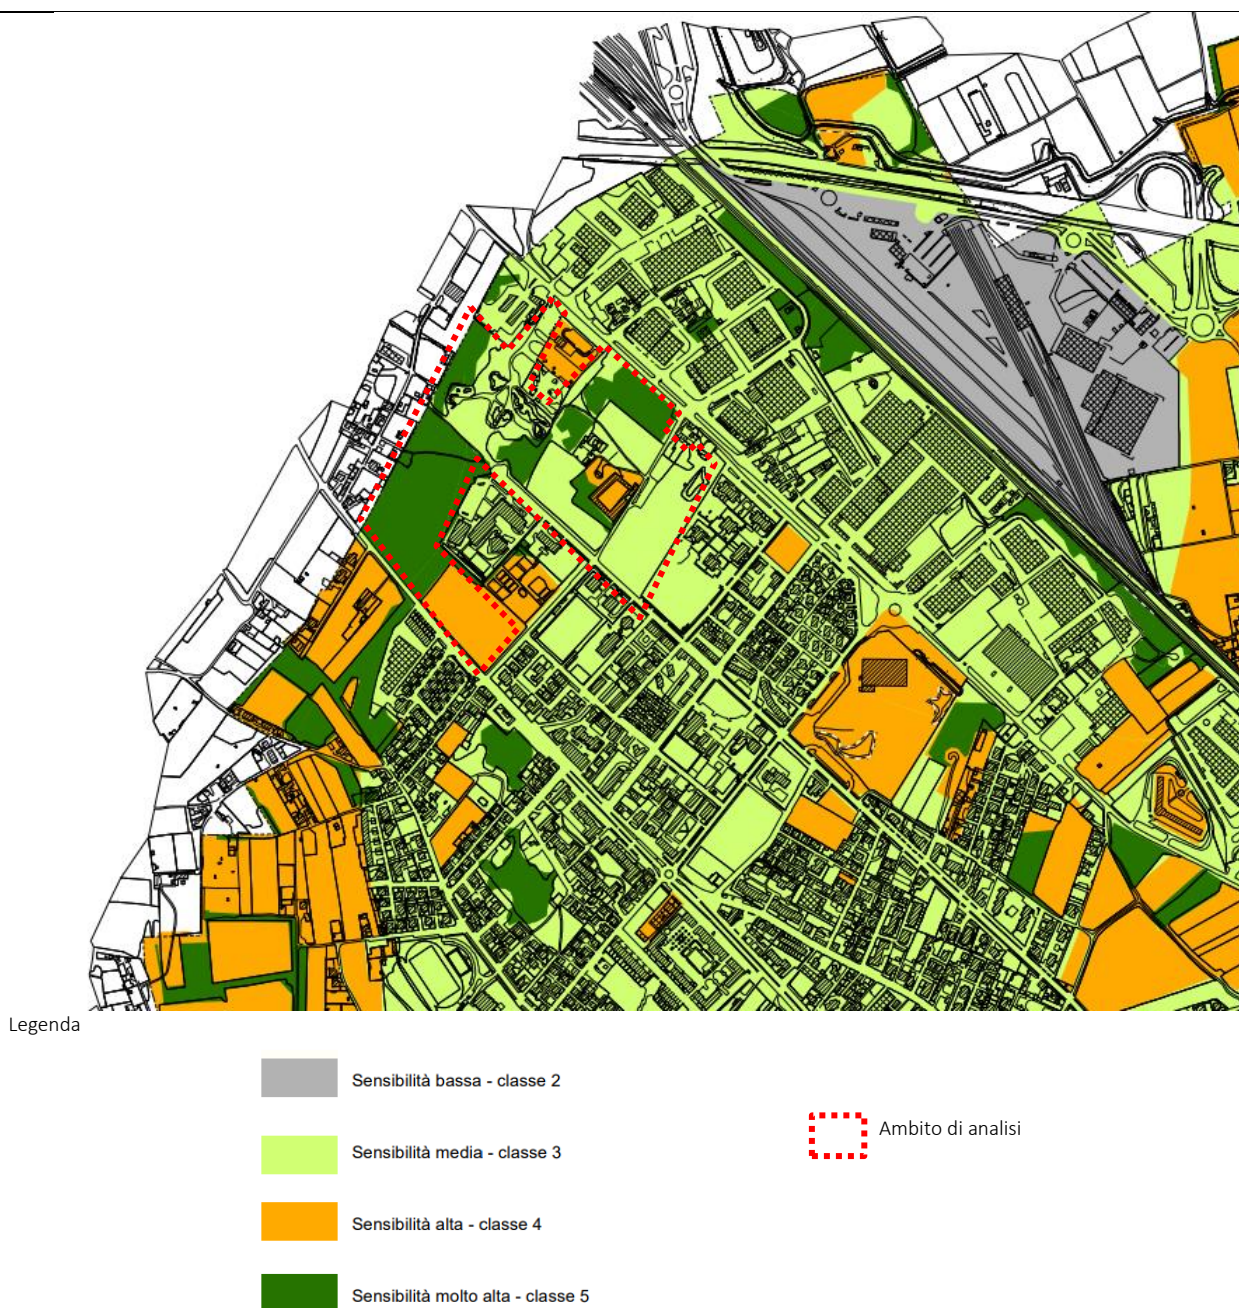 Legenda
Sensibilità bassa - classe 2
Ambito di analisi
Sensibilità media - classe 3
Sensibilità alta - classe 4
Sensibilità molto alta - classe 5